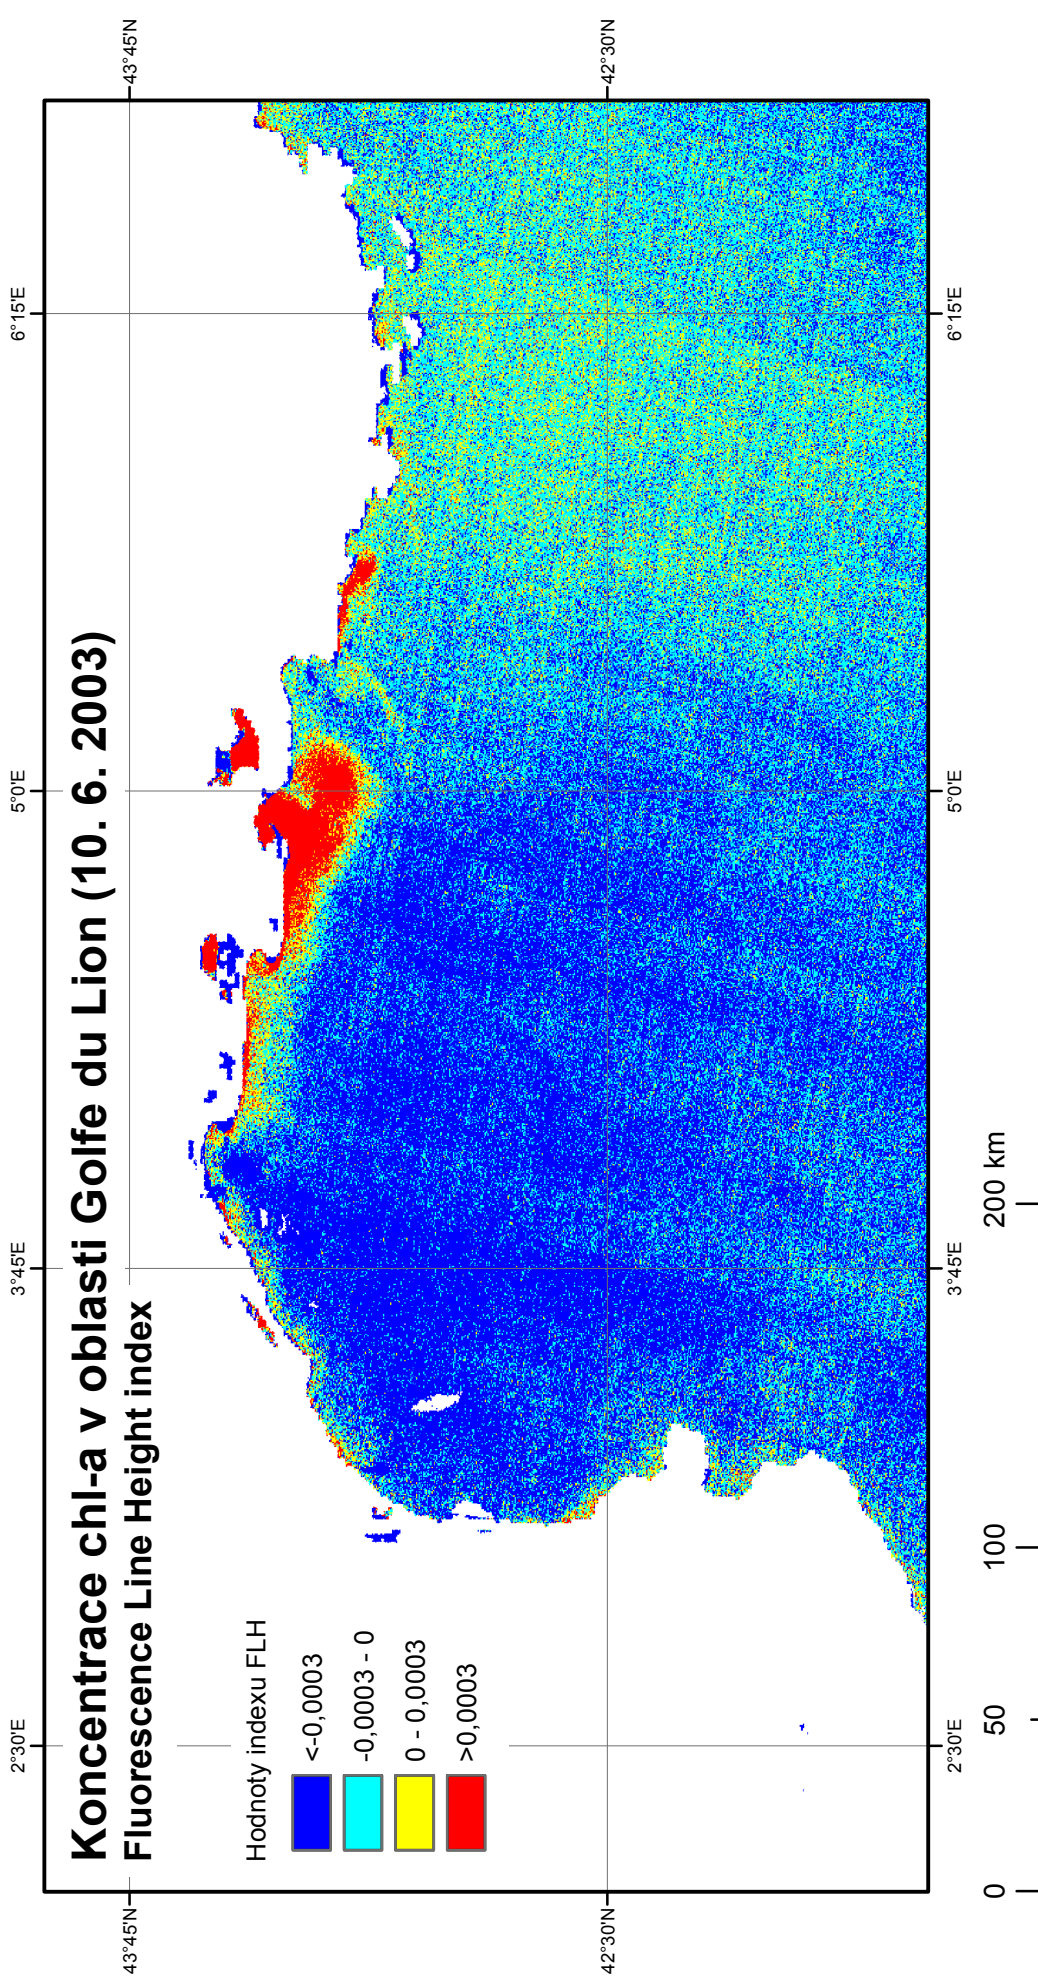 Koncentrace chl-a v oblasti Golfe du Lion (10. 6. 2003)
Fluorescence Line Height index
2°30'E
3°45'E
5°0'E
6°15'E
43°45'N
43°45'N
42°30'N
42°30'N
Hodnoty indexu FLH
<-0,0003
-0,0003 - 0
0 - 0,0003
>0,0003
2°30'E
3°45'E
5°0'E
6°15'E
0
50
100
200 km